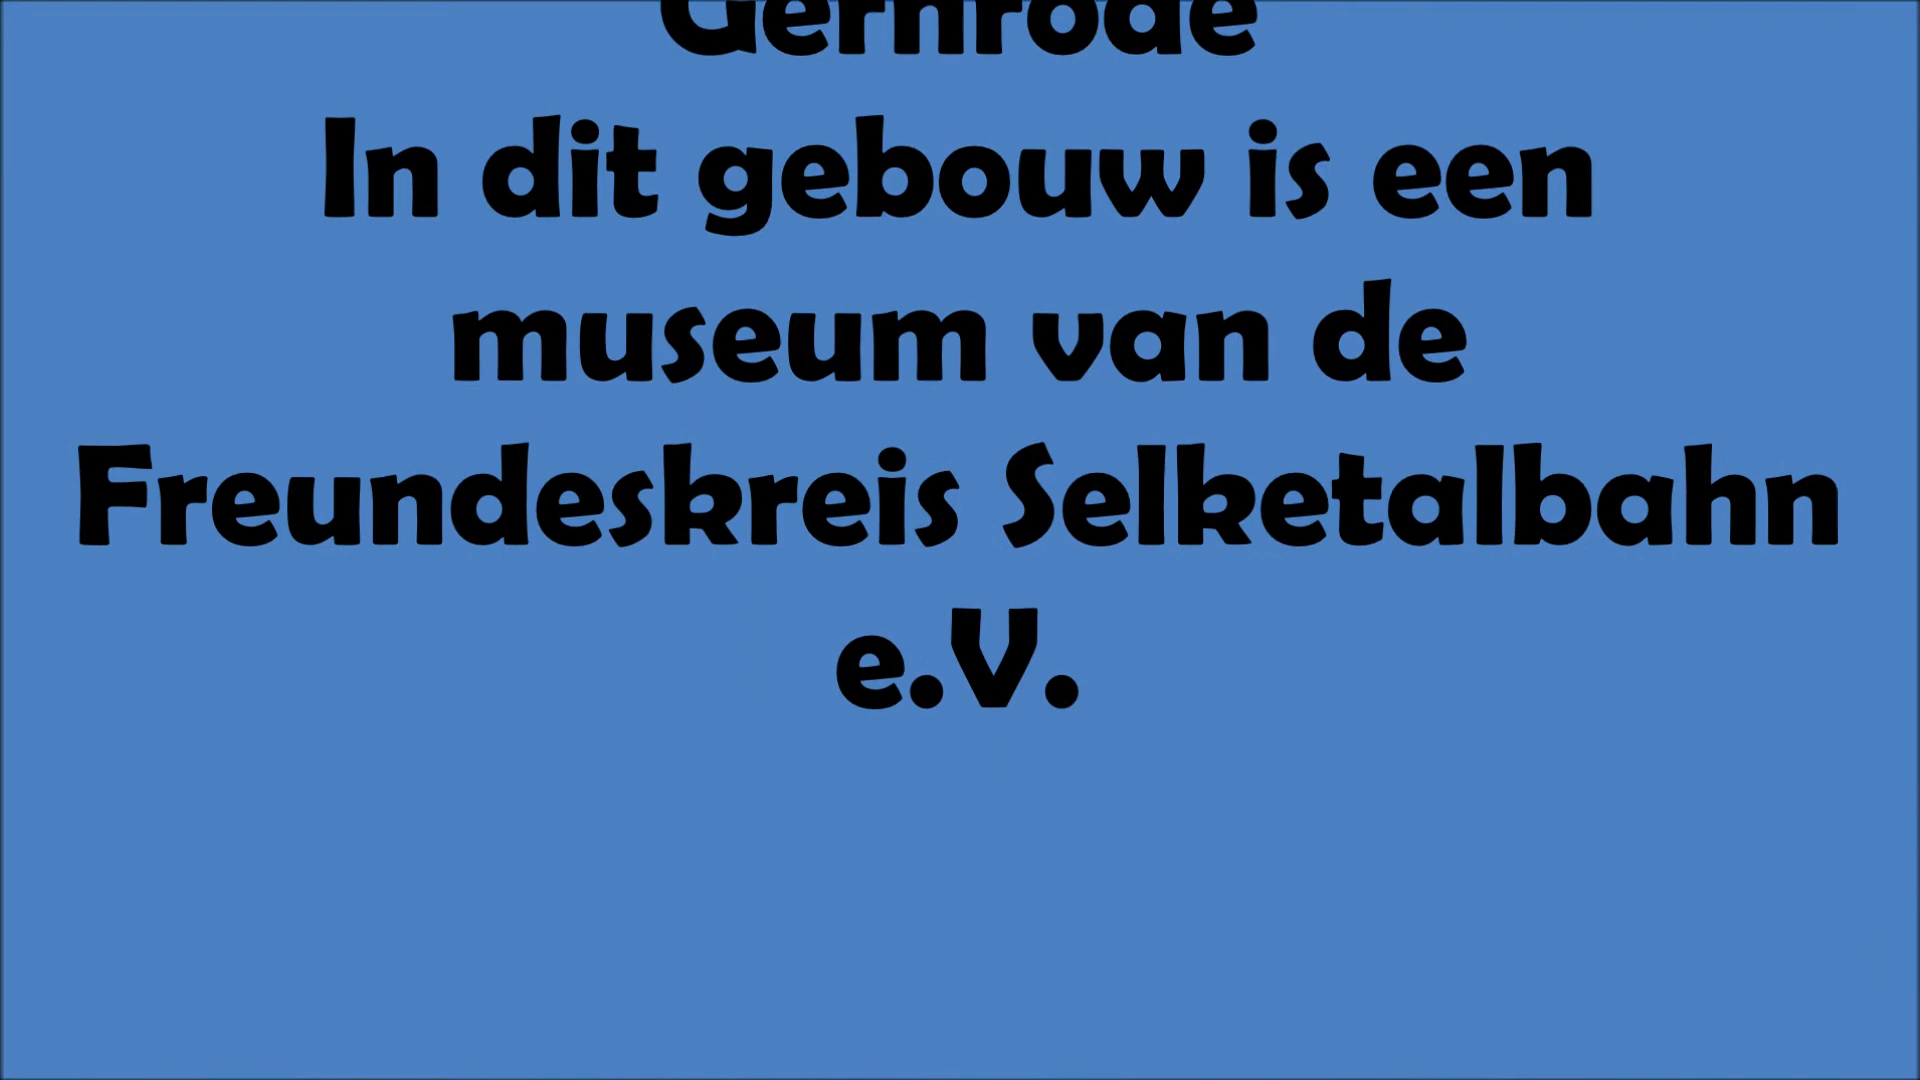 Gernrode
In dit gebouw is een
museum van de
Freundeskreis Selketalbahn
e.V.